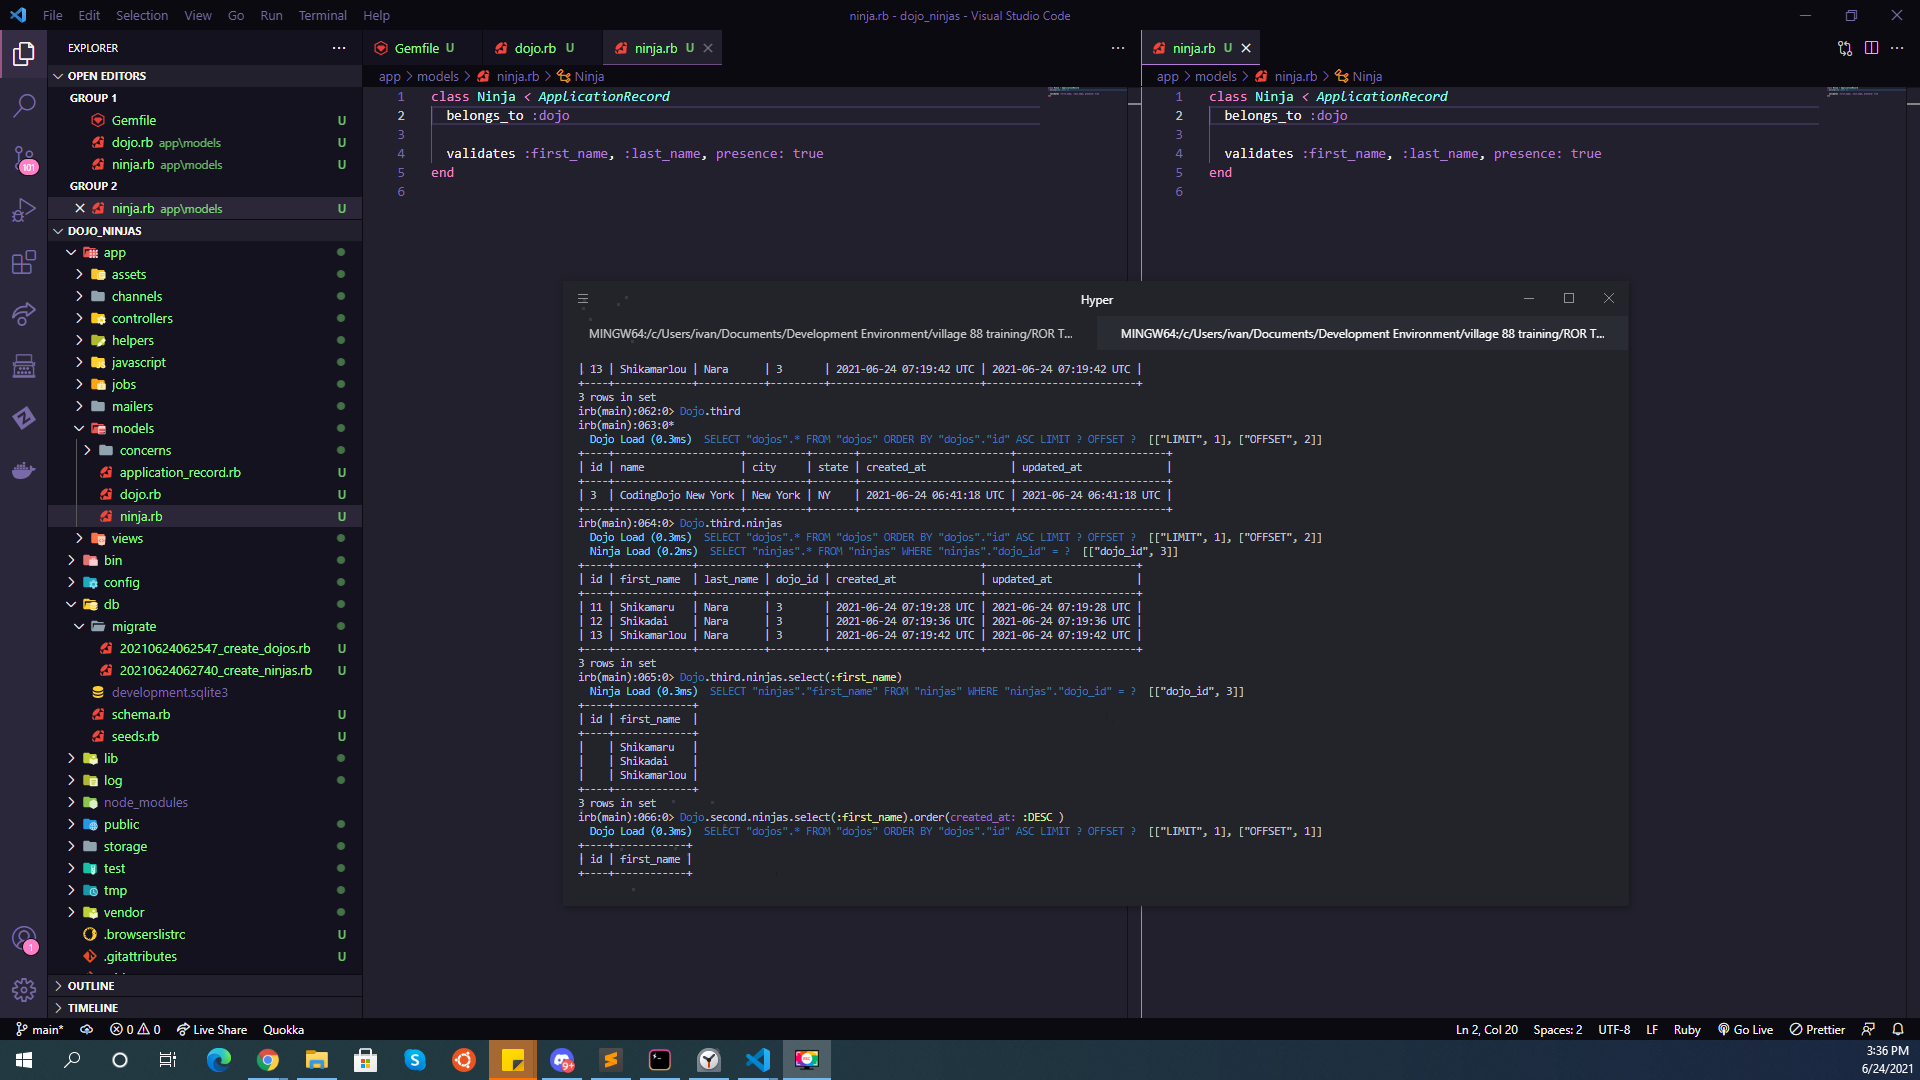 File Edit Selection View Go Run Terminal Help
ninja.rb - dojo_ninjas - Visual Studio Code
EXPLORER
OPEN EDITORS
GROUP 1
Gemfile U
dojo.rb app\models U
ninja.rb app\models U
GROUP 2
ninja.rb app\models U
DOJO_NINJAS
app
assets
channels
controllers
helpers
javascript
jobs
mailers
models
concerns
application_record.rb U
dojo.rb U
ninja.rb U
views
bin
config
db
migrate
20210624062547_create_dojos.rb U
20210624062740_create_ninjas.rb U
development.sqlite3
schema.rb U
seeds.rb U
lib
log
node_modules
public
storage
test
tmp
vendor
.browserslistrc U
.gitattributes U
OUTLINE
TIMELINE
101
1
Gemfile U dojo.rb U ninja.rb U
app > models > ninja.rb > Ninja
1 class Ninja < ApplicationRecord
2 belongs_to :dojo
3
4 validates :first_name, :last_name, presence: true
5 end
6
ninja.rb U
app > models > ninja.rb > Ninja
1 class Ninja < ApplicationRecord
2 belongs_to :dojo
3
4 validates :first_name, :last_name, presence: true
5 end
6
Hyper
MINGW64:/c/Users/ivan/Documents/Development Environment/village 88 training/ROR T...
MINGW64:/c/Users/ivan/Documents/Development Environment/village 88 training/ROR T...
| 13 | Shikamarlou | Nara | 3 | 2021-06-24 07:19:42 UTC | 2021-06-24 07:19:42 UTC |
+----+-------------+-----------+---------+-------------------------+-------------------------+
3 rows in set
irb(main):062:0> Dojo.third
irb(main):063:0*
Dojo Load (0.3ms) SELECT "dojos".* FROM "dojos" ORDER BY "dojos"."id" ASC LIMIT ? OFFSET ? [["LIMIT", 1], ["OFFSET", 2]]
+----+---------------------+----------+-------+-------------------------+-------------------------+
| id | name | city | state | created_at | updated_at |
+----+---------------------+----------+-------+-------------------------+-------------------------+
| 3 | CodingDojo New York | New York | NY | 2021-06-24 06:41:18 UTC | 2021-06-24 06:41:18 UTC |
+----+---------------------+----------+-------+-------------------------+-------------------------+
irb(main):064:0> Dojo.third.ninjas
Dojo Load (0.3ms) SELECT "dojos".* FROM "dojos" ORDER BY "dojos"."id" ASC LIMIT ? OFFSET ? [["LIMIT", 1], ["OFFSET", 2]]
Ninja Load (0.2ms) SELECT "ninjas".* FROM "ninjas" WHERE "ninjas"."dojo_id" = ? [["dojo_id", 3]]
+----+-------------+-----------+---------+-------------------------+-------------------------+
| id | first_name | last_name | dojo_id | created_at | updated_at |
+----+-------------+-----------+---------+-------------------------+-------------------------+
| 11 | Shikamaru | Nara | 3 | 2021-06-24 07:19:28 UTC | 2021-06-24 07:19:28 UTC |
| 12 | Shikadai | Nara | 3 | 2021-06-24 07:19:36 UTC | 2021-06-24 07:19:36 UTC |
| 13 | Shikamarlou | Nara | 3 | 2021-06-24 07:19:42 UTC | 2021-06-24 07:19:42 UTC |
+----+-------------+-----------+---------+-------------------------+-------------------------+
3 rows in set
irb(main):065:0> Dojo.third.ninjas.select(:first_name)
Ninja Load (0.3ms) SELECT "ninjas"."first_name" FROM "ninjas" WHERE "ninjas"."dojo_id" = ? [["dojo_id", 3]]
+----+-------------+
| id | first_name |
+----+-------------+
| | Shikamaru |
| | Shikadai |
| | Shikamarlou |
+----+-------------+
3 rows in set
irb(main):066:0> Dojo.second.ninjas.select(:first_name).order(created_at: :DESC )
Dojo Load (0.3ms) SELECT "dojos".* FROM "dojos" ORDER BY "dojos"."id" ASC LIMIT ? OFFSET ? [["LIMIT", 1], ["OFFSET", 1]]
+----+------------+
| id | first_name |
+----+------------+
main* 0 0 Live Share Quokka
Ln 2, Col 20 Spaces: 2 UTF-8 LF Ruby Go Live Prettier
9+
3:36 PM
6/24/2021